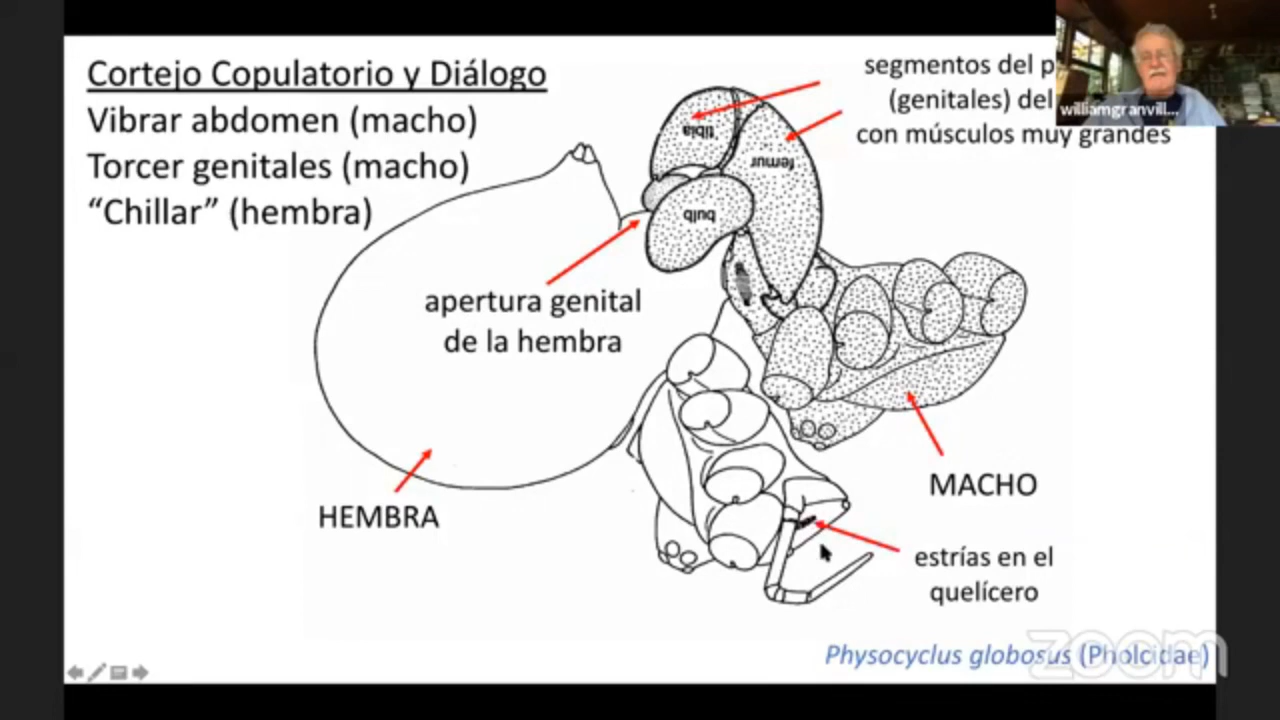 Cortejo Copulatorio y Diálogo
Vibrar abdomen (macho)
Torcer genitales (macho)
“Chillar” (hembra)
segmentos del p
(genitales) del
con músculos muy grandes
williamgranvill...
tibia
femur
bulb
apertura genital
de la hembra
HEMBRA
MACHO
estrías en el
quelícero
Physocyclus globosus (Pholcidae)
zoom